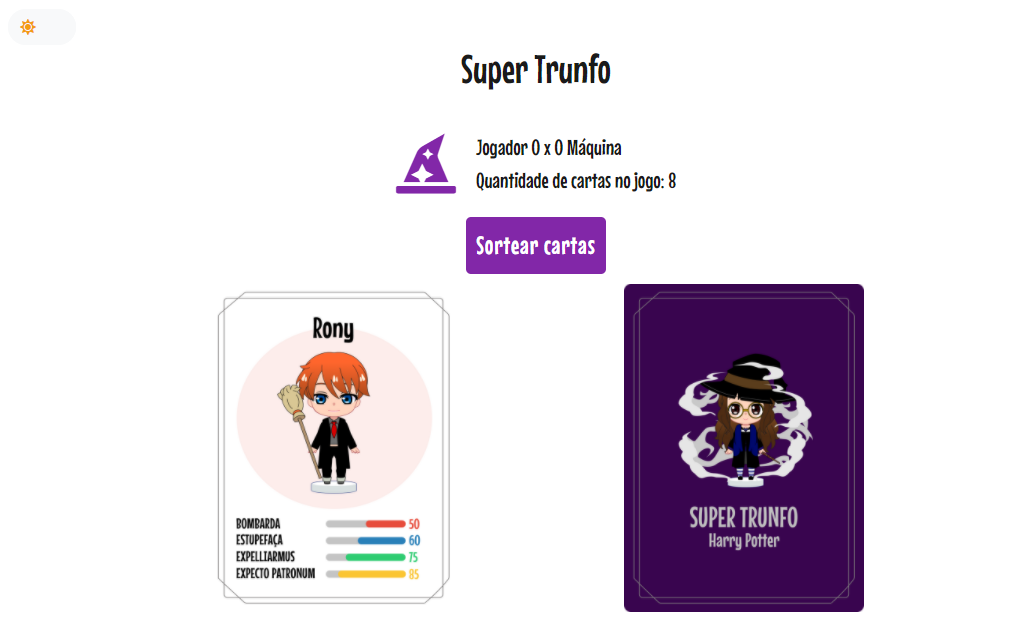 Super Trunfo
Jogador 0 x 0 Máquina
Quantidade de cartas no jogo: 8
Sortear cartas
Rony
BOMBARDA 50
ESTUPEFAÇA 60
EXPELLIARMUS 75
EXPECTO PATRONUM 85
SUPER TRUNFO
Harry Potter